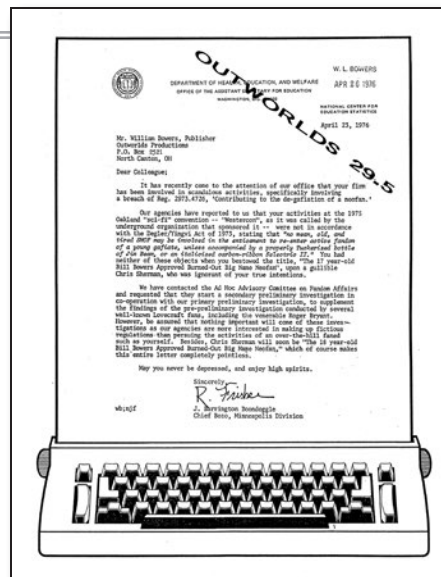 OUTWORLDS 29.5
W. L. BOWERS
APR 26 1976
DEPARTMENT OF HEALTH, EDUCATION, AND WELFARE
OFFICE OF THE ASSISTANT SECRETARY FOR EDUCATION
WASHINGTON, D.C.
NATIONAL CENTER FOR
EDUCATION STATISTICS
April 23, 1976
Mr. William Bowers, Publisher
Outworlds Productions
P.O. Box 2521
North Canton, OH
Dear Colleague;
It has recently come to the attention of our office that your firm
has been involved in scandalous activities, specifically involving
a breach of Reg. 2873.4720, 'Contributing to the de-gafiation of a neofan.'
Our agencies have reported to us that your activities at the 1975
Oakland "sci-fi" convention -- "Westercon", as it was called by the
underground organization that sponsored it -- were not in accordance
with the Degler/Yngvi Act of 1973, stating that "no mean, old, and
tired SMOF may be involved in the enticement to re-enter active fandom
of a young gafiate, unless accompanied by a properly Tuckerized bottle
of Jim Beam, or an italicized carbon-ribbon Selectric II." You had
neither of these objects when you bestowed the title, "The 17 year-old
Bill Bowers Approved Burned-Out Big Name Neofan", upon a gullible
Chris Sherman, who was ignorant of your true intentions.
We have contacted the Ad Hoc Advisory Committee on Fandom Affairs
and requested that they start a secondary preliminary investigation in
co-operation with our primary preliminary investigation, to supplement
the findings of the pre-preliminary investigation conducted by several
well-known Lovecraft fans, including the venerable Roger Bryant.
However, be assured that nothing important will come of these inves-
tigations as our agencies are more interested in making up fictious
regulations than perusing the activities of an over-the-hill faned
such as yourself. Besides, Chris Sherman will soon be "The 18 year-old
Bill Bowers Approved Burned-Out Big Name Neofan," which of course makes
this entire letter completely pointless.
May you never be depressed, and enjoy high spirits.
Sincerely,
J. Barrington Boondoggle
Chief Bozo, Minneapolis Division
wb;mjf